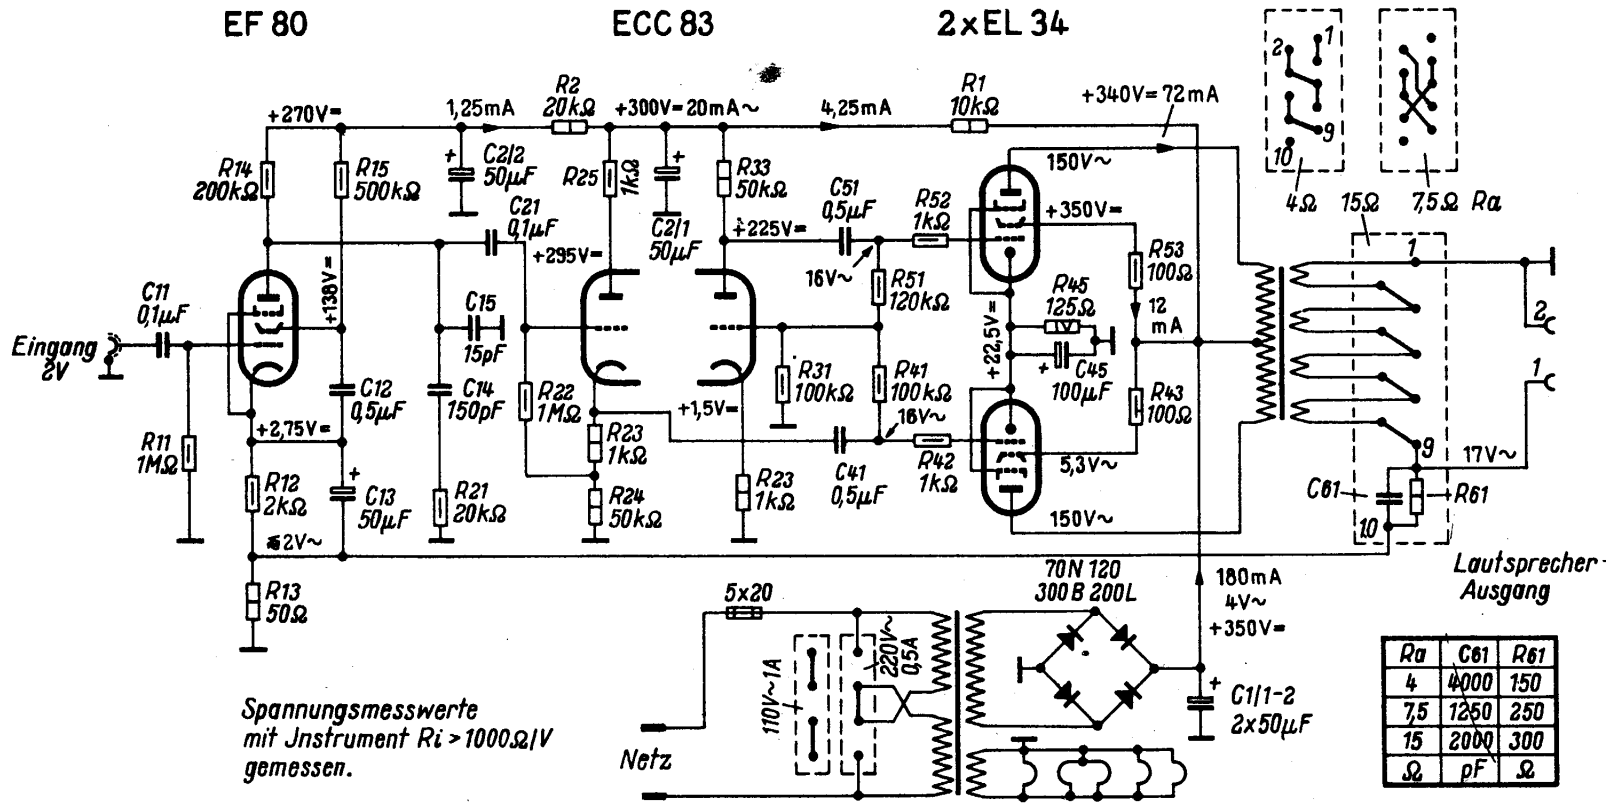 EF 80
ECC 83
2xEL 34
2
1
9
10
4Ω
15Ω
7,5Ω Ra
+270V=
1,25mA
R2
20kΩ
+300V=20mA~
4,25mA
R1
10kΩ
+340V=72mA
R14
200kΩ
R15
500kΩ
+
C2/2
50µF
R25
1kΩ
+
C2/1
50µF
R33
50kΩ
150V~
C21
0,1µF
C51
0,5µF
R52
1kΩ
+350V=
+295V=
+225V=
16V~
R53
100Ω
+138V=
C11
0,1µF
Eingang
2V
C15
15pF
R51
120kΩ
R45
125Ω
12
mA
+22,5V=
+
C45
100µF
1
2
1
9
17V~
C12
0,5µF
C14
150pF
R22
1MΩ
R31
100kΩ
R41
100kΩ
R43
100Ω
+1,5V=
16V~
+2,75V=
R11
1MΩ
R23
1kΩ
C41
0,5µF
R42
1kΩ
5,3V~
R12
2kΩ
+
C13
50µF
R21
20kΩ
R24
50kΩ
R23
1kΩ
150V~
C61
R61
10
≤2V~
R13
50Ω
Lautsprecher-
Ausgang
5x20
70N 120
300 B 200L
180mA
4V~
+350V=
110V~1A
220V~
0,5A
+
C1/1-2
2x50µF
Netz
Spannungsmesswerte
mit Jnstrument Ri > 1000Ω/V
gemessen.
Ra C61 R61
4 4000 150
7,5 1250 250
15 2000 300
Ω pF Ω